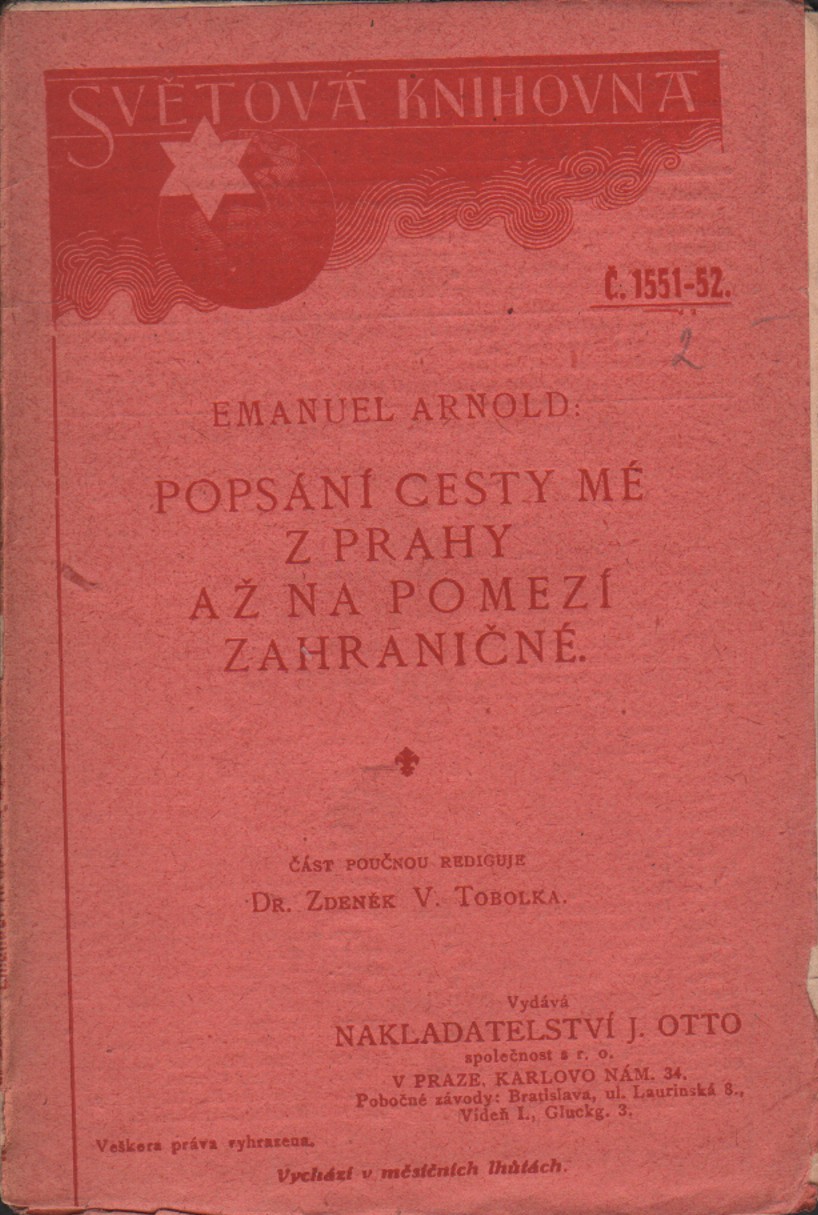 SVĚTOVÁ KNIHOVNA
Č. 1551-52.
2
EMANUEL ARNOLD:
POPSÁNÍ CESTY MÉ
Z PRAHY
AŽ NA POMEZÍ
ZAHRANIČNÉ.
ČÁST POUČNOU REDIGUJE
DR. ZDENĚK V. TOBOLKA.
Vydává
NAKLADATELSTVÍ J. OTTO
společnost s r. o.
V PRAZE, KARLOVO NÁM. 34.
Pobočné závody: Bratislava, ul. Laurinská 8.,
Vídeň I., Gluckg. 3.
Veškera práva vyhrazena.
Vychází v měsíčních lhůtách.